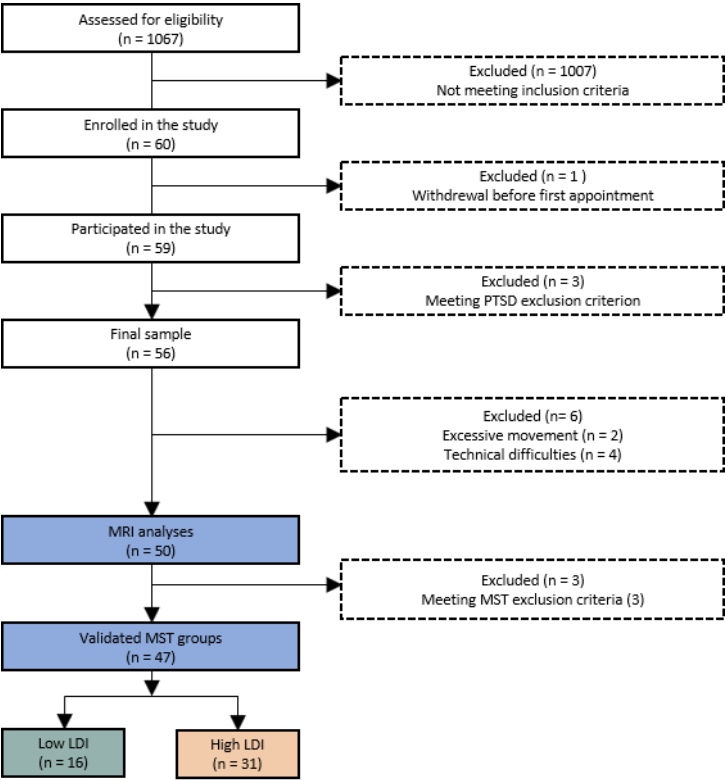 Assessed for eligibility
(n = 1067)
Excluded (n = 1007)
Not meeting inclusion criteria
Enrolled in the study
(n = 60)
Excluded (n = 1 )
Withdrawal before first appointment
Participated in the study
(n = 59)
Excluded (n = 3)
Meeting PTSD exclusion criterion
Final sample
(n = 56)
Excluded (n= 6)
Excessive movement (n = 2)
Technical difficulties (n = 4)
MRI analyses
(n = 50)
Excluded (n = 3)
Meeting MST exclusion criteria (3)
Validated MST groups
(n = 47)
Low LDI
(n = 16)
High LDI
(n = 31)